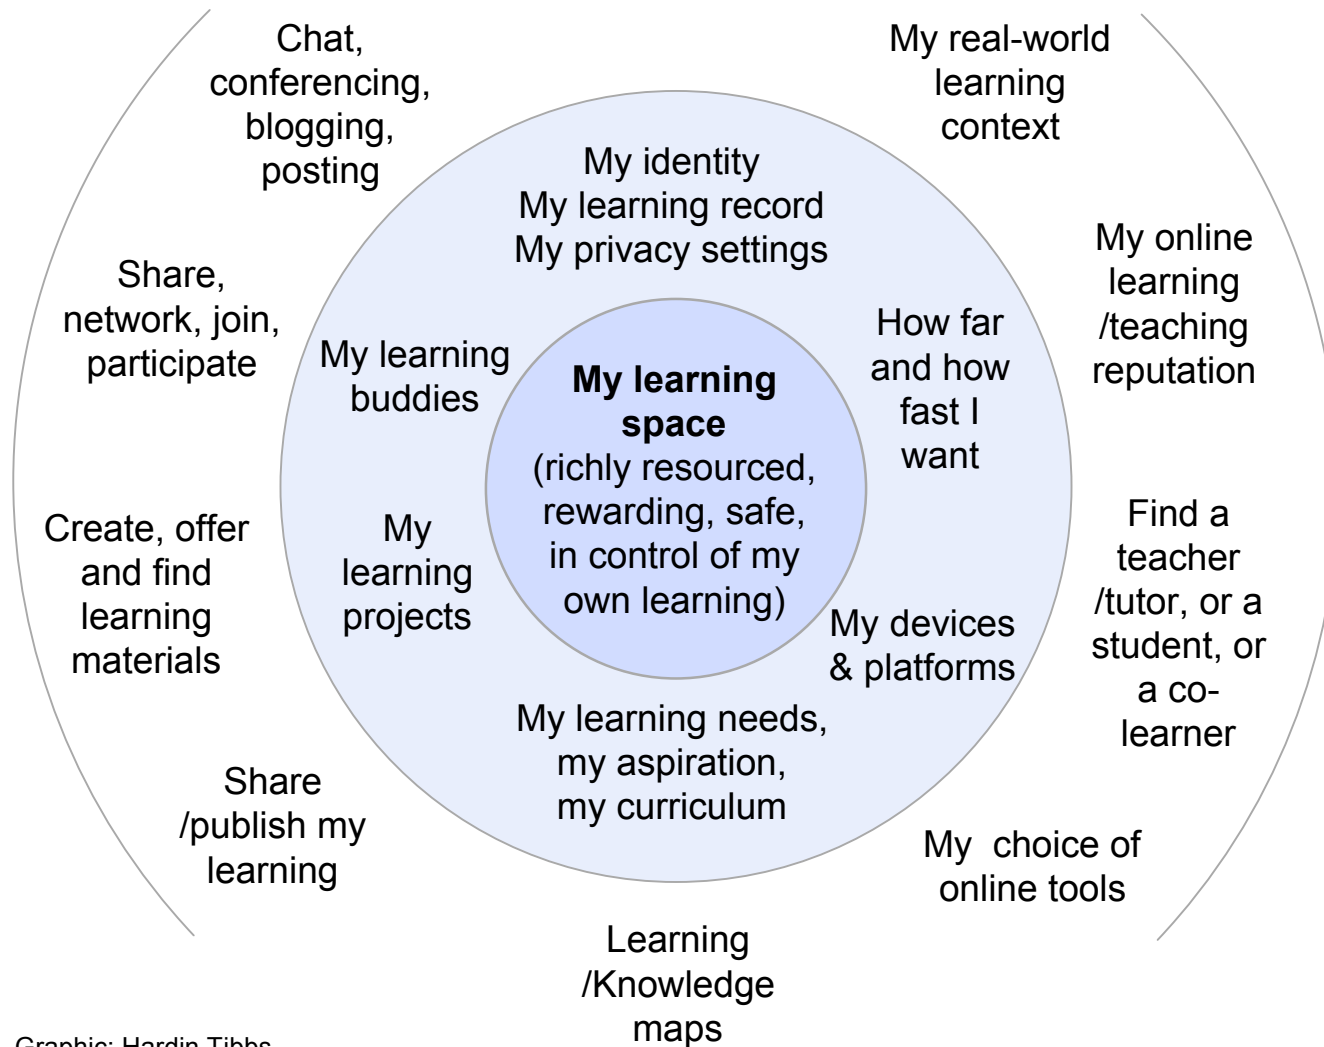 Chat,
conferencing,
blogging,
posting
My real-world
learning
context
My identity
My learning record
My privacy settings
Share,
network, join,
participate
My online
learning
/teaching
reputation
My learning
buddies
How far
and how
fast I
want
My learning
space
(richly resourced,
rewarding, safe,
in control of my
own learning)
Create, offer
and find
learning
materials
My
learning
projects
Find a
teacher
/tutor, or a
student, or
a co-
learner
My devices
& platforms
My learning needs,
my aspiration,
my curriculum
Share
/publish my
learning
My choice of
online tools
Learning
/Knowledge
maps
Graphic: Hardin Tibbs